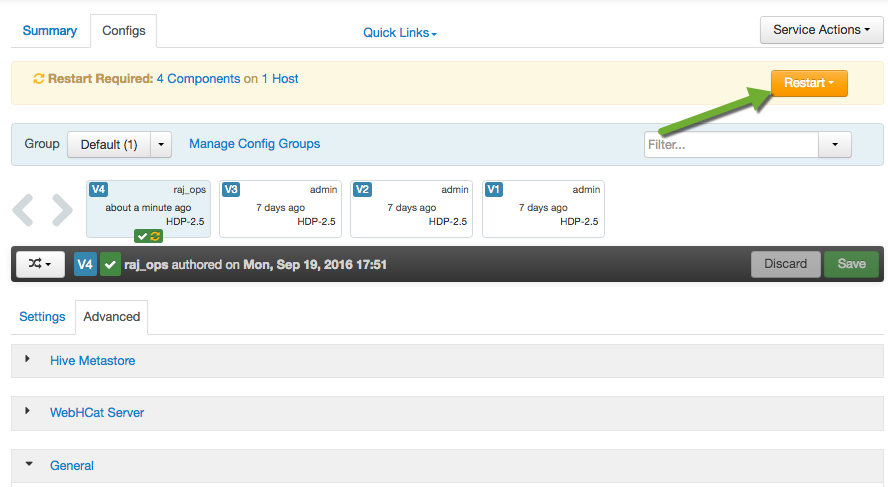 Summary Configs Quick Links Service Actions
Restart Required: 4 Components on 1 Host Restart
Group Default (1) Manage Config Groups Filter...
V4 raj_ops V3 admin V2 admin V1 admin
about a minute ago 7 days ago 7 days ago 7 days ago
HDP-2.5 HDP-2.5 HDP-2.5 HDP-2.5
V4 raj_ops authored on Mon, Sep 19, 2016 17:51 Discard Save
Settings Advanced
Hive Metastore
WebHCat Server
General